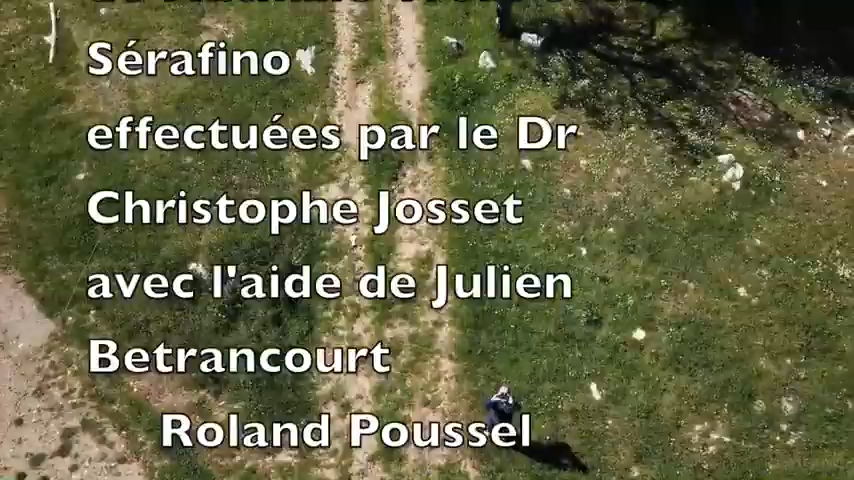 Sérafino
effectuées par le Dr
Christophe Josset
avec l'aide de Julien
Betrancourt
Roland Poussel